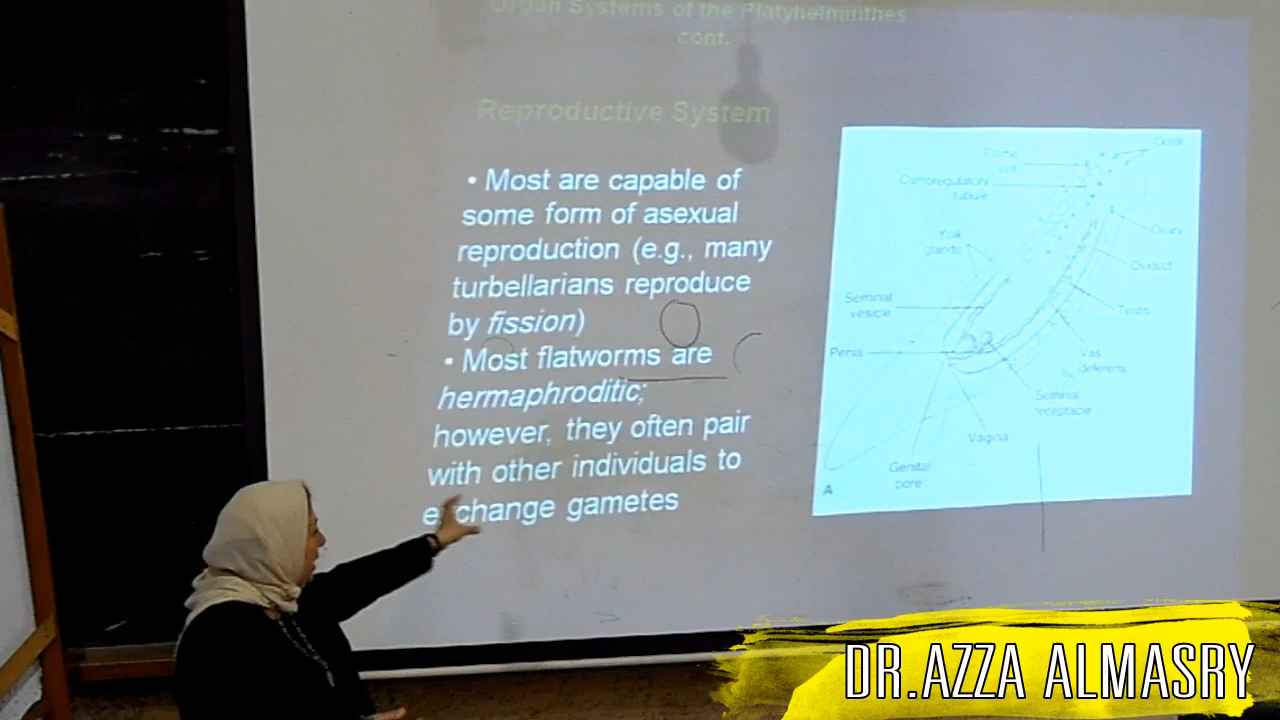 Organ Systems of the Platyhelminthes
cont.
Reproductive System
• Most are capable of
some form of asexual
reproduction (e.g., many
turbellarians reproduce
by fission)
• Most flatworms are
hermaphroditic;
however, they often pair
with other individuals to
exchange gametes
Ocelli
Flame
cell
Osmoregulatory
tubule
Yolk
glands
Ovary
Oviduct
Seminal
vesicle
Testis
Penis
Vas
deferens
Seminal
receptacle
Vagina
Genital
pore
A
DR.AZZA ALMASRY